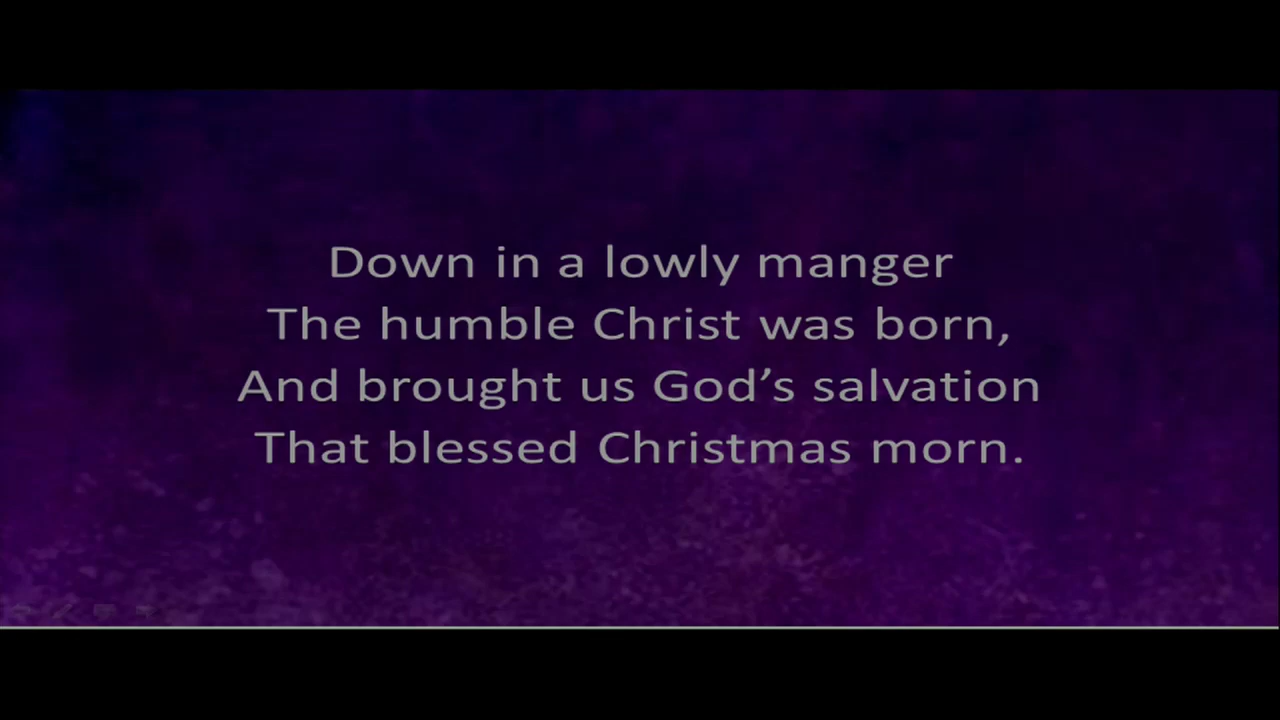 Down in a lowly manger
The humble Christ was born,
And brought us God’s salvation
That blessed Christmas morn.